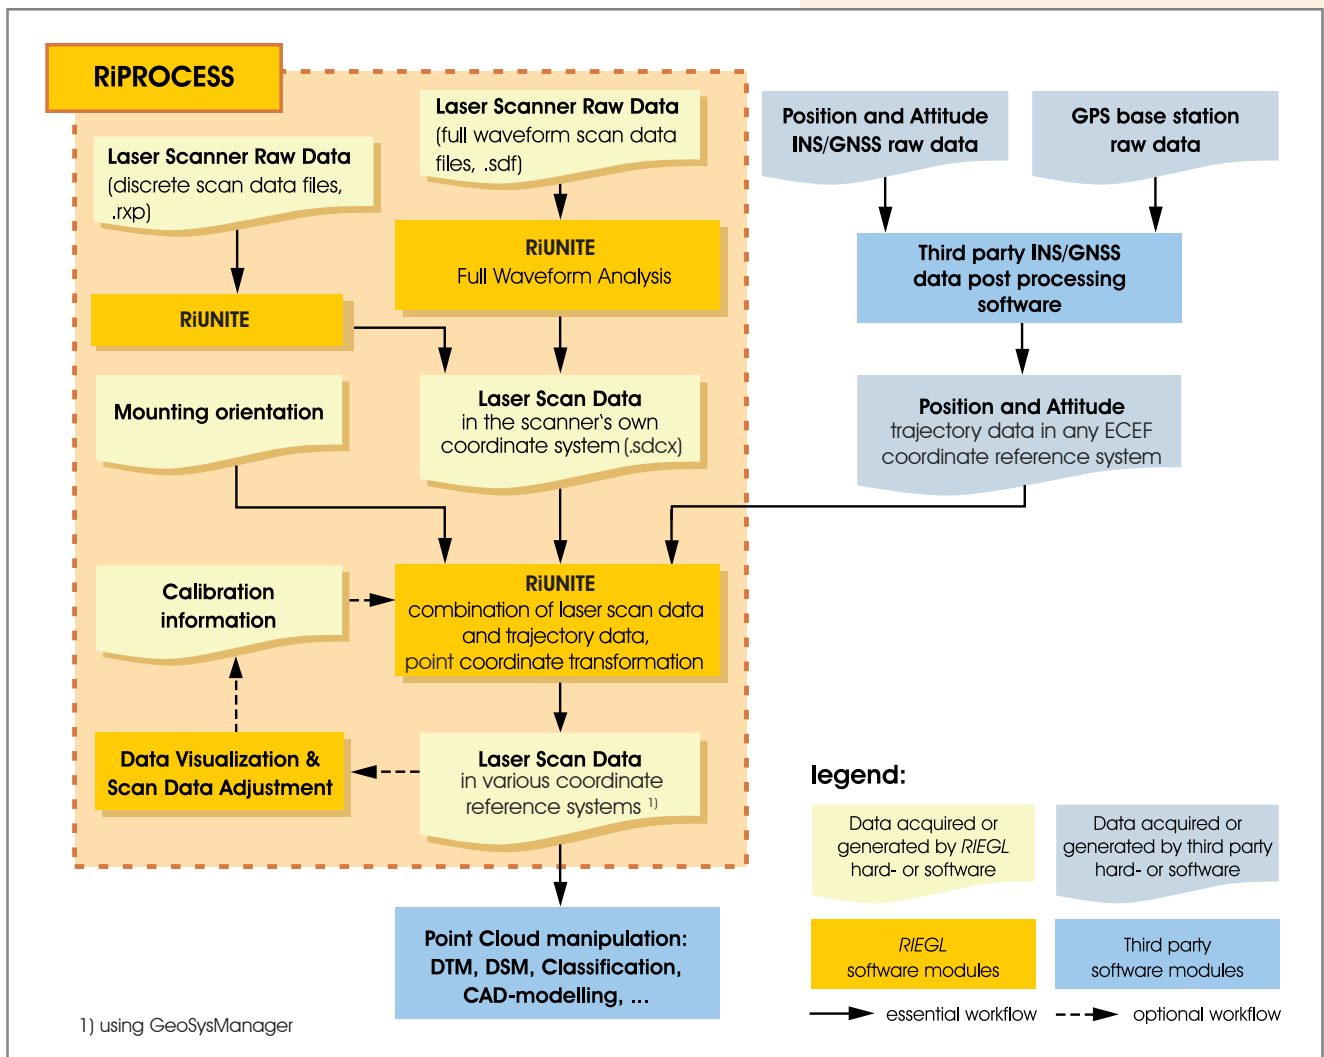 RiPROCESS
Laser Scanner Raw Data
(discrete scan data files,
.rxp)
Laser Scanner Raw Data
(full waveform scan data
files, .sdf)
Position and Attitude
INS/GNSS raw data
GPS base station
raw data
RiUNITE
Full Waveform Analysis
Third party INS/GNSS
data post processing
software
RiUNITE
Mounting orientation
Laser Scan Data
in the scanner's own
coordinate system (.sdcx)
Position and Attitude
trajectory data in any ECEF
coordinate reference system
Calibration
information
RiUNITE
combination of laser scan data
and trajectory data,
point coordinate transformation
Data Visualization &
Scan Data Adjustment
Laser Scan Data
in various coordinate
reference systems 1)
Point Cloud manipulation:
DTM, DSM, Classification,
CAD-modelling, ...
legend:
Data acquired or
generated by RIEGL
hard- or software
Data acquired or
generated by third party
hard- or software
RIEGL
software modules
Third party
software modules
essential workflow
optional workflow
1) using GeoSysManager